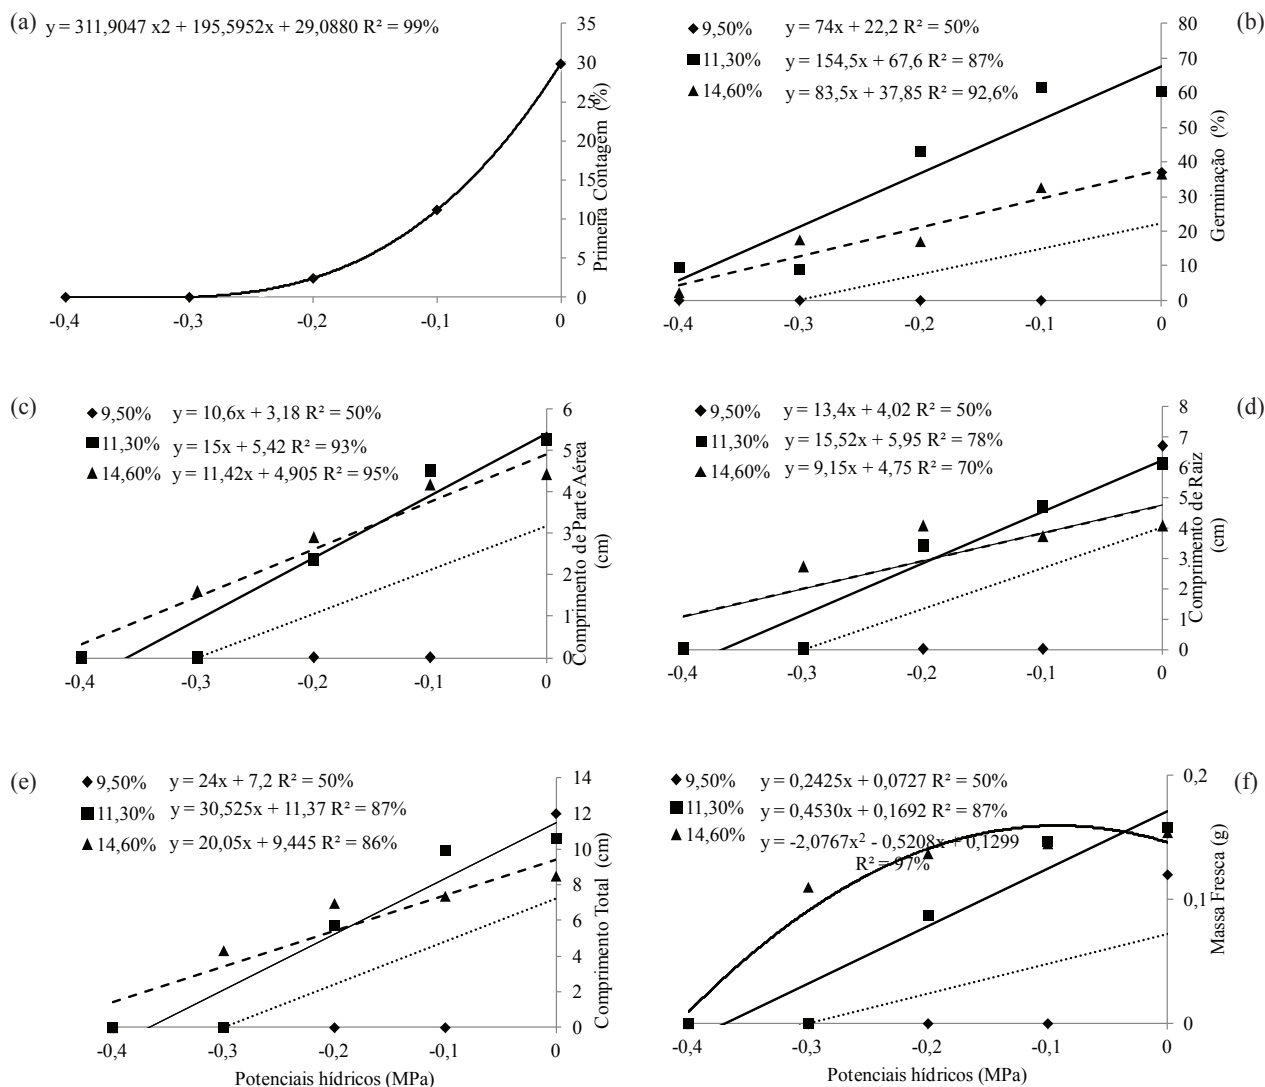 (a)
y = 311,9047 x2 + 195,5952x + 29,0880 R² = 99%
35
30
25
20
15
10
5
0
Primeira Contagem (%)
-0,4 -0,3 -0,2 -0,1 0
(b)
9,50% y = 74x + 22,2 R² = 50%
11,30% y = 154,5x + 67,6 R² = 87%
14,60% y = 83,5x + 37,85 R² = 92,6%
80
70
60
50
40
30
20
10
0
Germinação (%)
-0,4 -0,3 -0,2 -0,1 0
(c)
9,50% y = 10,6x + 3,18 R² = 50%
11,30% y = 15x + 5,42 R² = 93%
14,60% y = 11,42x + 4,905 R² = 95%
6
5
4
3
2
1
0
Comprimento de Parte Aérea
(cm)
-0,4 -0,3 -0,2 -0,1 0
(d)
9,50% y = 13,4x + 4,02 R² = 50%
11,30% y = 15,52x + 5,95 R² = 78%
14,60% y = 9,15x + 4,75 R² = 70%
8
7
6
5
4
3
2
1
0
Comprimento de Raiz
(cm)
-0,4 -0,3 -0,2 -0,1 0
(e)
9,50% y = 24x + 7,2 R² = 50%
11,30% y = 30,525x + 11,37 R² = 87%
14,60% y = 20,05x + 9,445 R² = 86%
14
12
10
8
6
4
2
0
Comprimento Total (cm)
-0,4 -0,3 -0,2 -0,1 0
Potenciais hídricos (MPa)
(f)
9,50% y = 0,2425x + 0,0727 R² = 50%
11,30% y = 0,4530x + 0,1692 R² = 87%
14,60% y = -2,0767x² - 0,5208x + 0,1299
R² = 97%
0,2
0,1
0
Massa Fresca (g)
-0,4 -0,3 -0,2 -0,1 0
Potenciais hídricos (MPa)